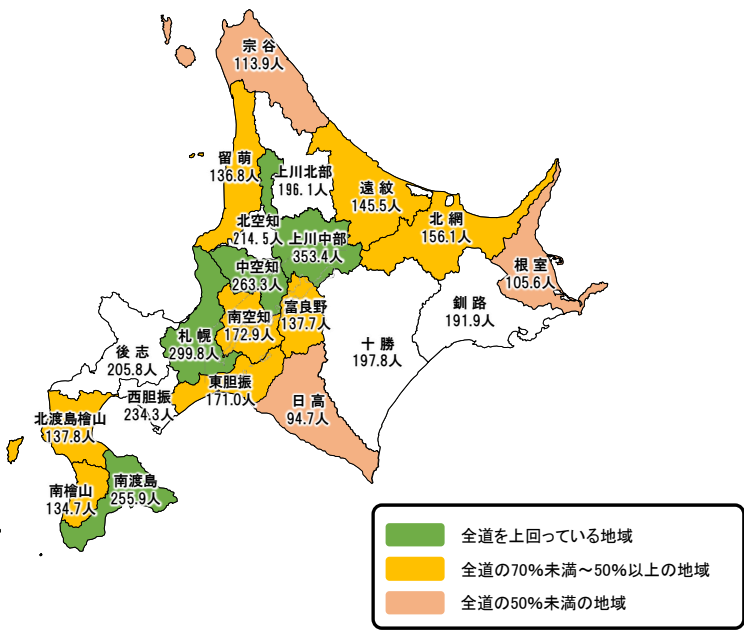 宗谷
113.9人
留萌
136.8人
上川北部
196.1人
遠紋
145.5人
北網
156.1人
北空知
214.5人
上川中部
353.4人
中空知
263.3人
根室
105.6人
釧路
191.9人
富良野
137.7人
南空知
172.9人
札幌
299.8人
十勝
197.8人
後志
205.8人
東胆振
171.0人
西胆振
234.3人
日高
94.7人
北渡島檜山
137.8人
南渡島
255.9人
南檜山
134.7人
全道を上回っている地域
全道の70%未満～50%以上の地域
全道の50%未満の地域